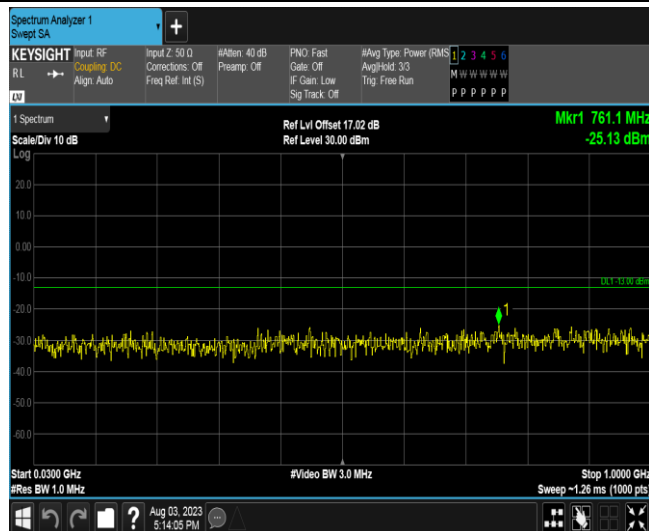 Spectrum Analyzer 1
Swept SA
+
KEYSIGHT
RL
LXI
Input: RF
Coupling: DC
Align: Auto
Input Z: 50 Ω
Corrections: Off
Freq Ref: Int (S)
#Atten: 40 dB
Preamp: Off
PNO: Fast
Gate: Off
IF Gain: Low
Sig Track: Off
#Avg Type: Power (RMS
Avg|Hold: 3/3
Trig: Free Run
1 2 3 4 5 6
M W W W W W
P P P P P P
1 Spectrum
Scale/Div 10 dB
Ref Lvl Offset 17.02 dB
Ref Level 30.00 dBm
Mkr1 761.1 MHz
-25.13 dBm
Log
20.0
10.0
0.00
-10.0
DL1 -13.00 dBm
1
-30.0
-40.0
-50.0
-60.0
Start 0.0300 GHz
#Res BW 1.0 MHz
#Video BW 3.0 MHz
Stop 1.0000 GHz
Sweep ~1.26 ms (1000 pts)
?
Aug 03, 2023
5:14:05 PM